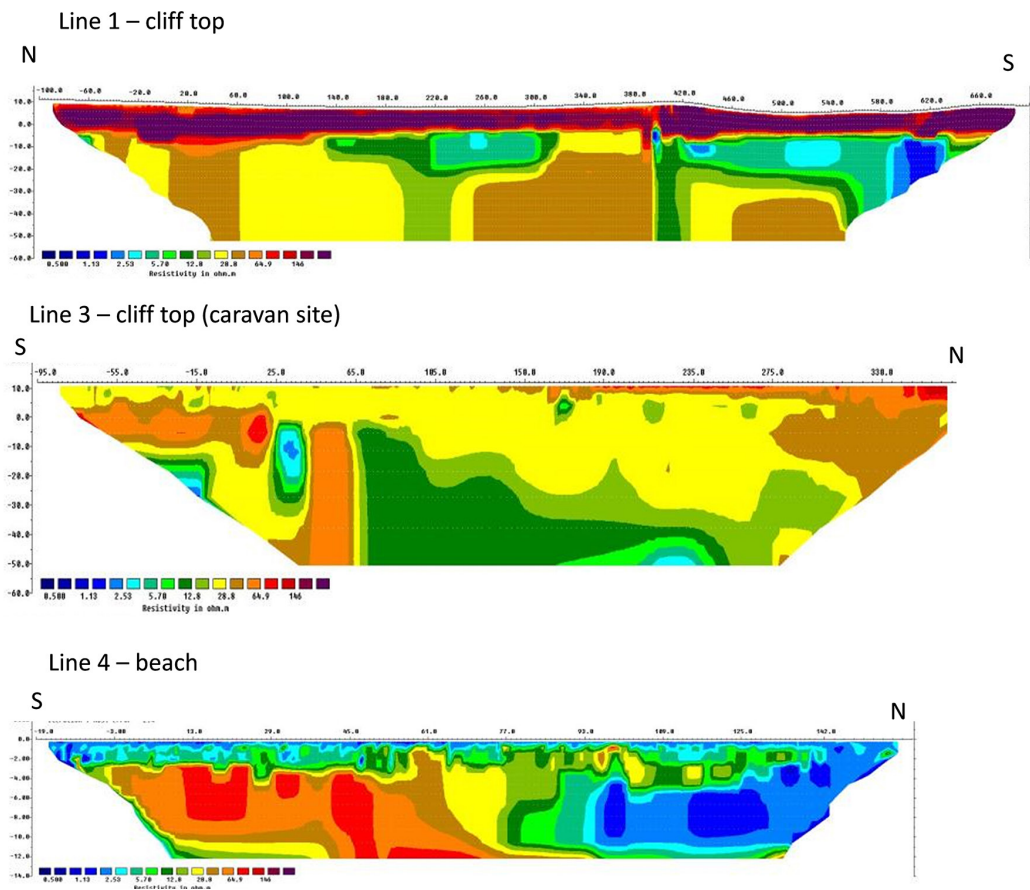 Line 1 – cliff top
N
S
-100.0 -60.0 -20.0 20.0 60.0 100.0 140.0 180.0 220.0 260.0 300.0 340.0 380.0 420.0 460.0 500.0 540.0 580.0 620.0 660.0
10.0
0.0
-10.0
-20.0
-30.0
-40.0
-50.0
-60.0
0.500 1.13 2.53 5.70 12.8 28.8 64.9 146
Resistivity in ohm.m
Line 3 – cliff top (caravan site)
S
N
-95.0 -55.0 -15.0 25.0 65.0 105.0 150.0 190.0 235.0 275.0 330.0
10.0
0.0
-10.0
-20.0
-30.0
-40.0
-50.0
-60.0
0.500 1.13 2.53 5.70 12.8 28.8 64.9 146
Resistivity in ohm.m
Line 4 – beach
S
N
-19.0 -3.00 13.0 29.0 45.0 61.0 77.0 93.0 109.0 125.0 142.0
0.0
-2.0
-4.0
-6.0
-8.0
-10.0
-12.0
-14.0
0.500 1.13 2.53 5.70 12.8 28.8 64.9 146
Resistivity in ohm.m